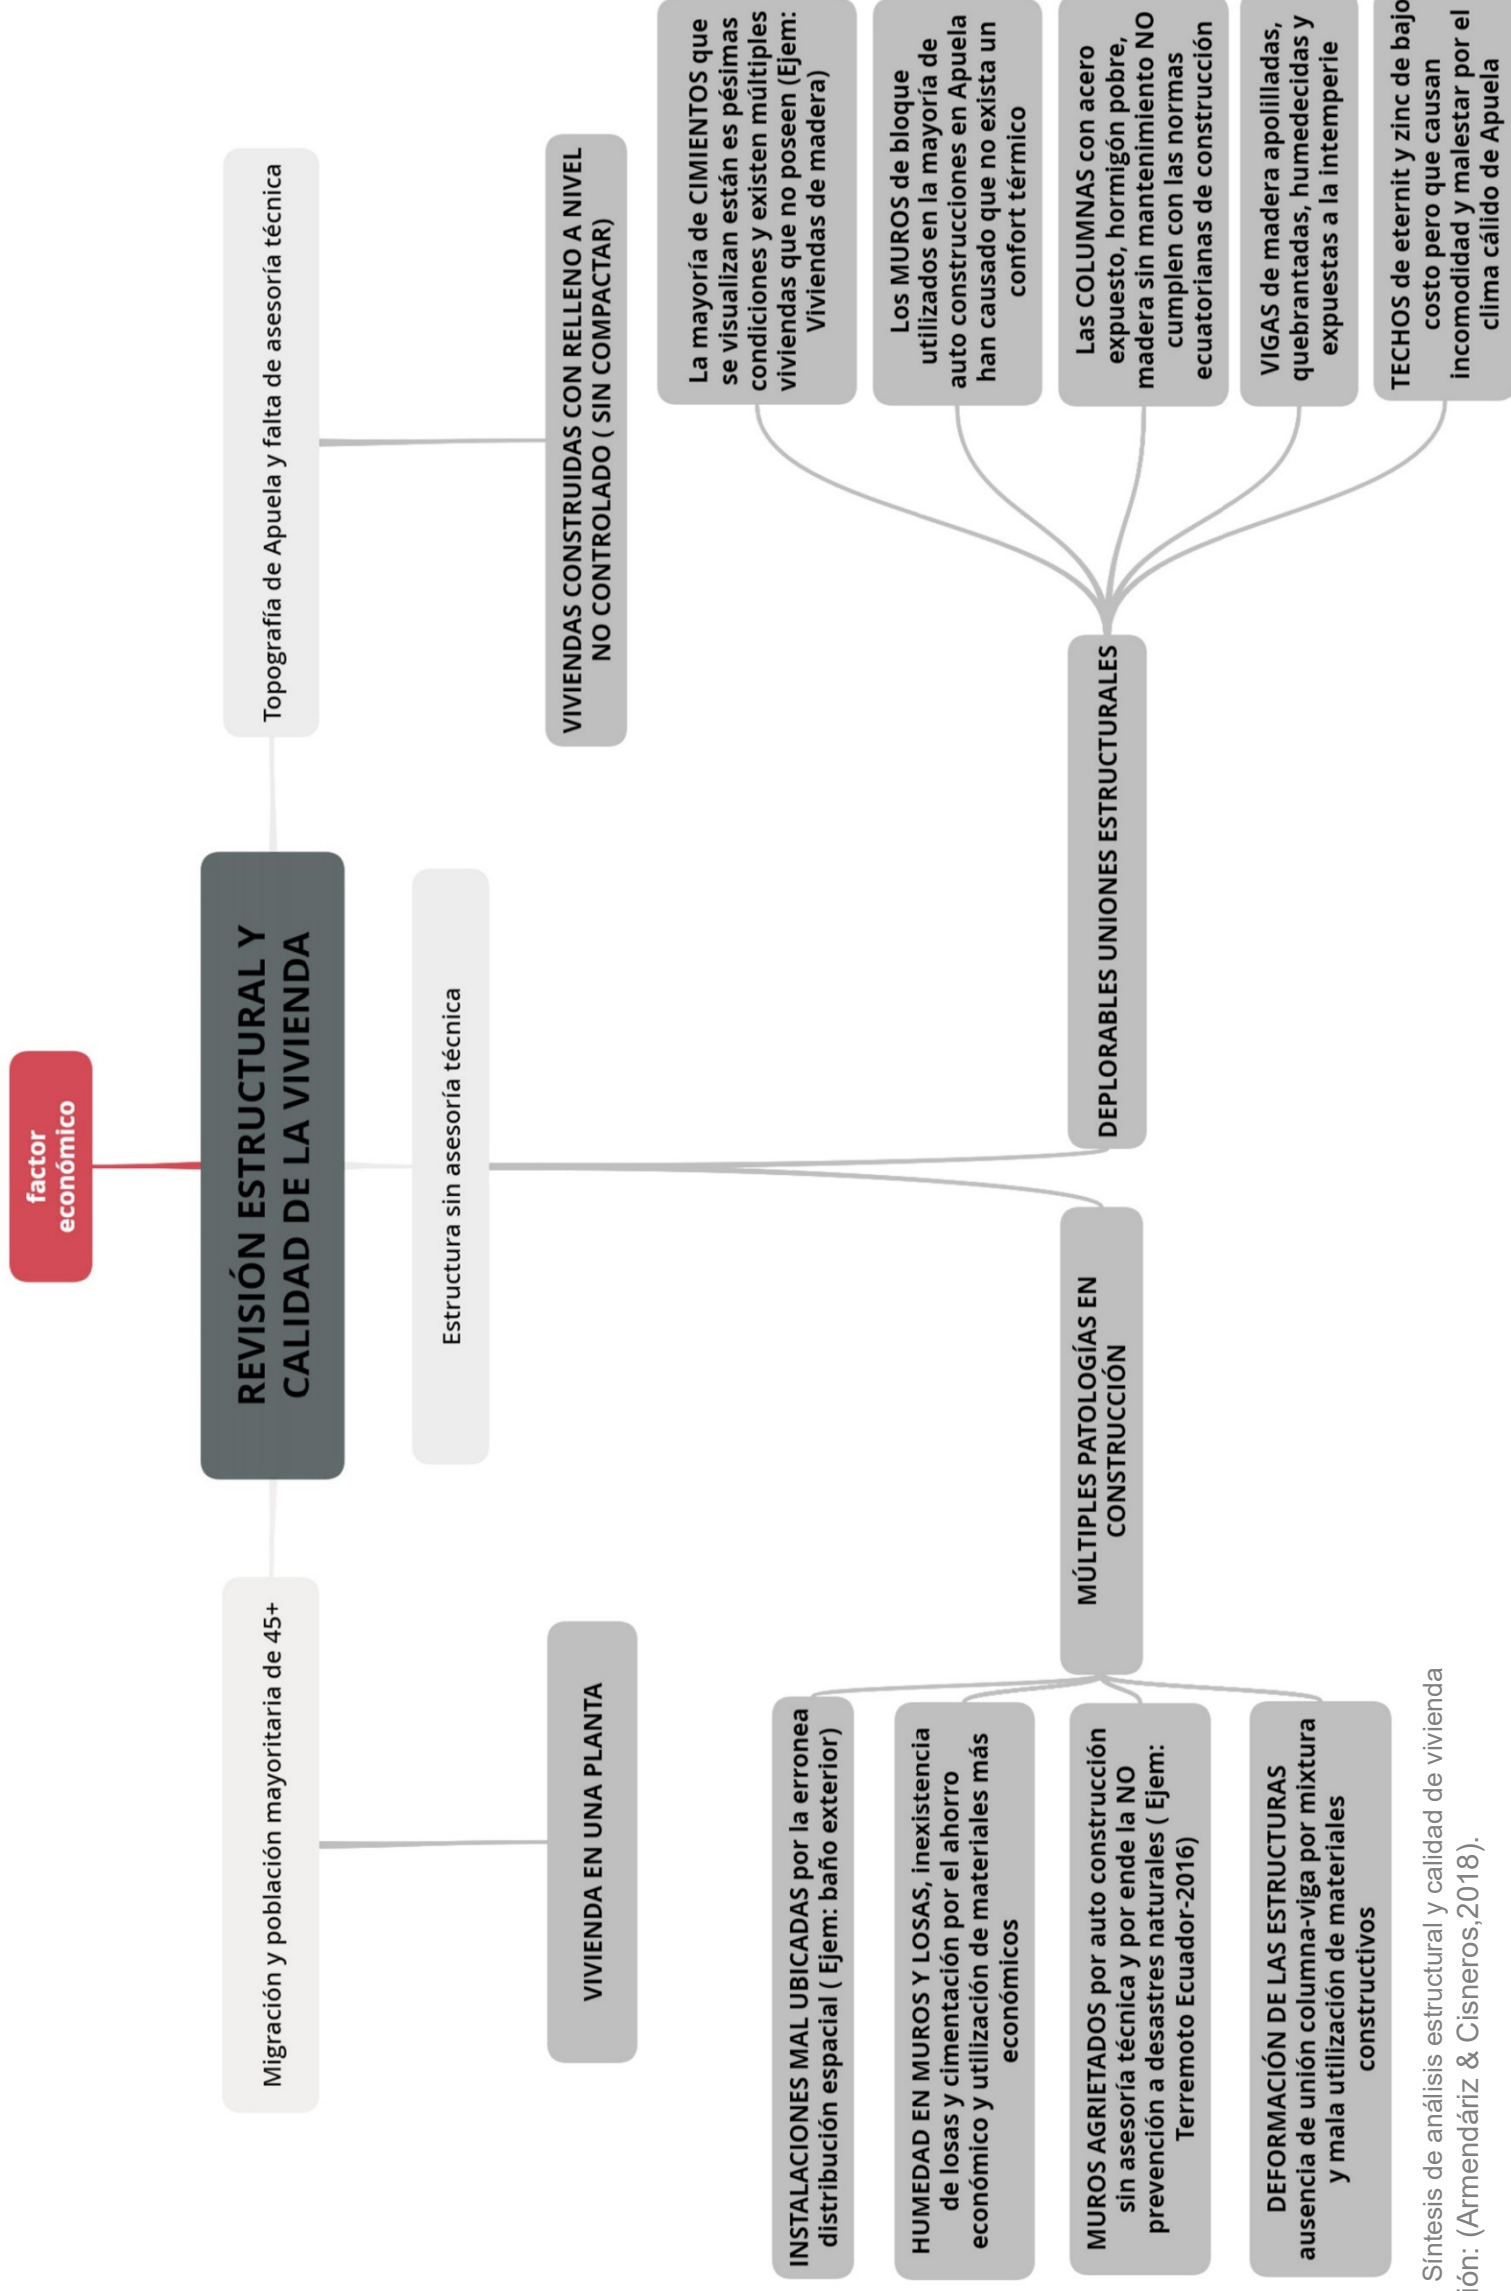 factor
económico
REVISIÓN ESTRUCTURAL Y
CALIDAD DE LA VIVIENDA
Migración y población mayoritaria de 45+
Estructura sin asesoría técnica
Topografía de Apuela y falta de asesoría técnica
VIVIENDA EN UNA PLANTA
VIVIENDAS CONSTRUIDAS CON RELLENO A NIVEL
NO CONTROLADO ( SIN COMPACTAR)
MÚLTIPLES PATOLOGÍAS EN
CONSTRUCCIÓN
DEPLORABLES UNIONES ESTRUCTURALES
INSTALACIONES MAL UBICADAS por la erronea
distribución espacial ( Ejem: baño exterior)
HUMEDAD EN MUROS Y LOSAS, inexistencia
de losas y cimentación por el ahorro
económico y utilización de materiales más
económicos
MUROS AGRIETADOS por auto construcción
sin asesoría técnica y por ende la NO
prevención a desastres naturales ( Ejem:
Terremoto Ecuador-2016)
DEFORMACIÓN DE LAS ESTRUCTURAS
ausencia de unión columna-viga por mixtura
y mala utilización de materiales
constructivos
La mayoría de CIMIENTOS que
se visualizan están es pésimas
condiciones y existen múltiples
viviendas que no poseen (Ejem:
Viviendas de madera)
Los MUROS de bloque
utilizados en la mayoría de
auto construcciones en Apuela
han causado que no exista un
confort térmico
Las COLUMNAS con acero
expuesto, hormigón pobre,
madera sin mantenimiento NO
cumplen con las normas
ecuatorianas de construcción
VIGAS de madera apolilladas,
quebrantadas, humedecidas y
expuestas a la intemperie
TECHOS de eternit y zinc de bajo
costo pero que causan
incomodidad y malestar por el
clima cálido de Apuela
Síntesis de análisis estructural y calidad de vivienda
ión: (Armendáriz & Cisneros,2018).